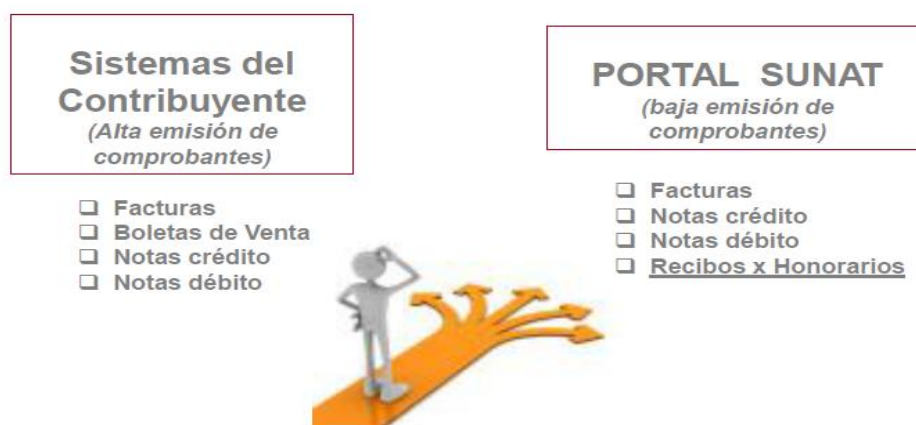 Sistemas del
Contribuyente
(Alta emisión de
comprobantes)
Facturas
Boletas de Venta
Notas crédito
Notas débito
PORTAL SUNAT
(baja emisión de
comprobantes)
Facturas
Notas crédito
Notas débito
Recibos x Honorarios